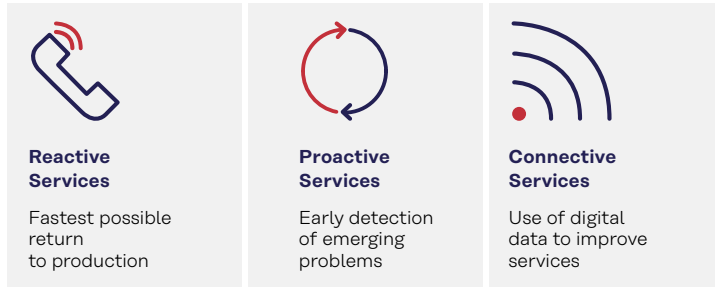 Reactive
Services
Fastest possible
return
to production
Proactive
Services
Early detection
of emerging
problems
Connective
Services
Use of digital
data to improve
services